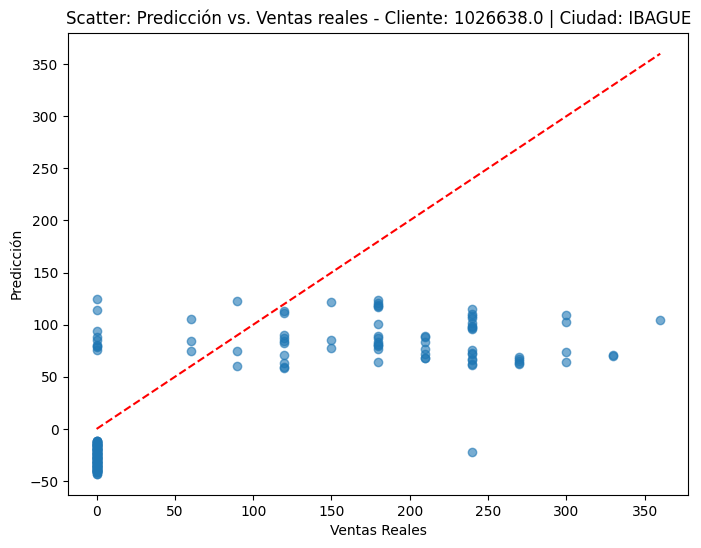 Scatter: Predicción vs. Ventas reales - Cliente: 1026638.0 | Ciudad: IBAGUE
350
300
250
200
150
100
50
0
−50
Predicción
0 50 100 150 200 250 300 350
Ventas Reales